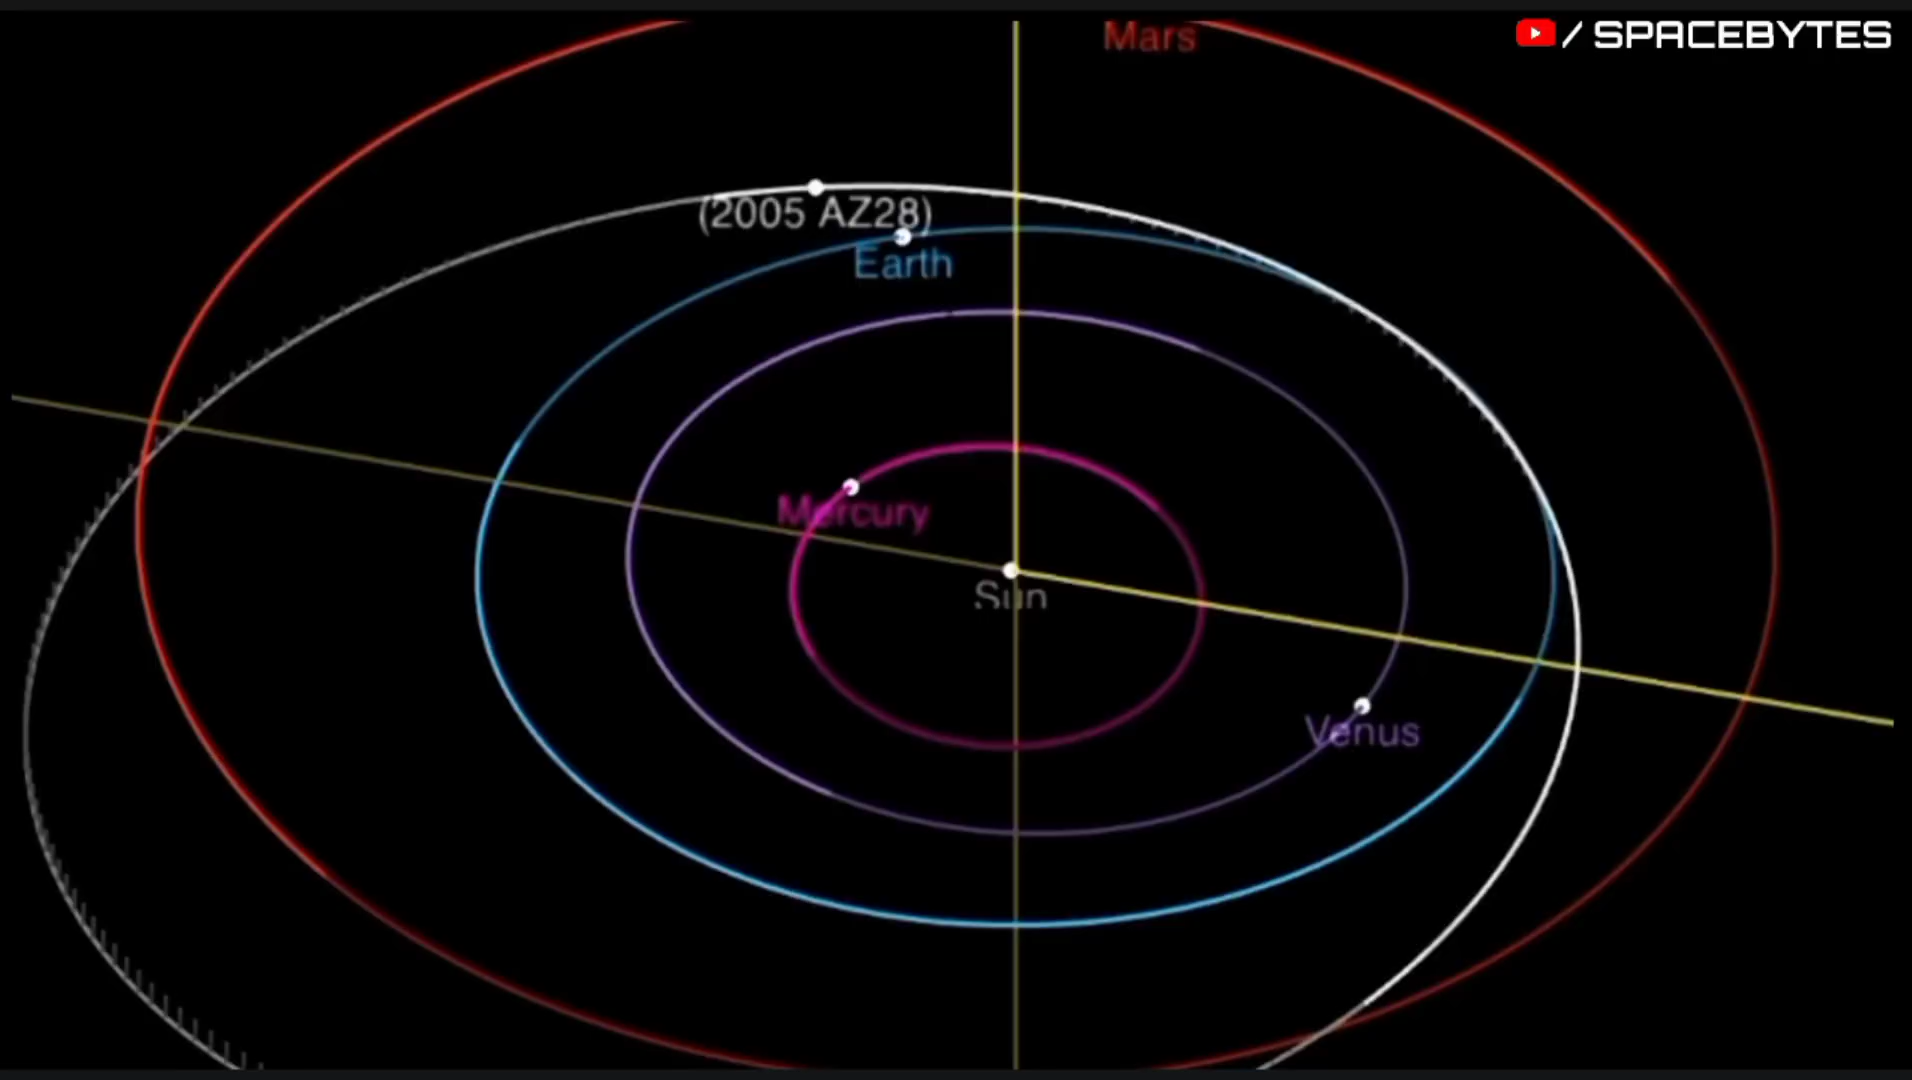 Mars
/ SPACEBYTES
(2005 AZ28)
Earth
Mercury
Sun
Venus